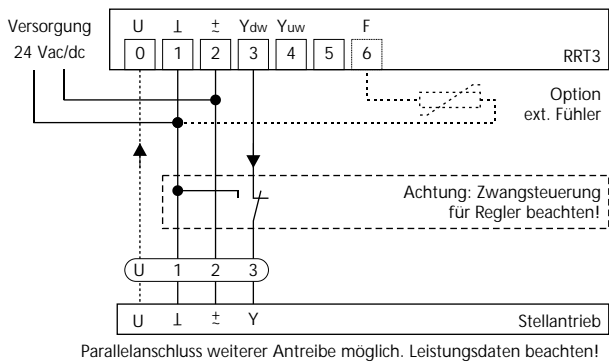 Versorgung
24 Vac/dc
U ⊥ ± Ydw Yuw F
0 1 2 3 4 5 6
RRT3
Option
ext. Fühler
Achtung: Zwangsteuerung
für Regler beachten!
U 1 2 3
U ⊥ ± Y
Stellantrieb
Parallelanschluss weiterer Antreibe möglich. Leistungsdaten beachten!